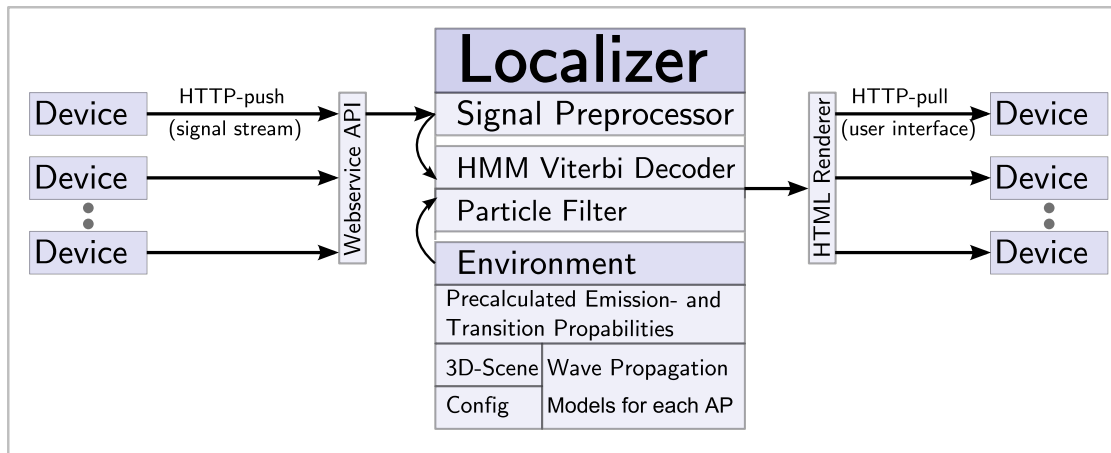 Localizer
Device
HTTP-push
(signal stream)
Device
Device
Webservice API
Signal Preprocessor
HMM Viterbi Decoder
Particle Filter
Environment
Precalculated Emission- and
Transition Propabilities
3D-Scene
Wave Propagation
Config
Models for each AP
HTML Renderer
HTTP-pull
(user interface)
Device
Device
Device